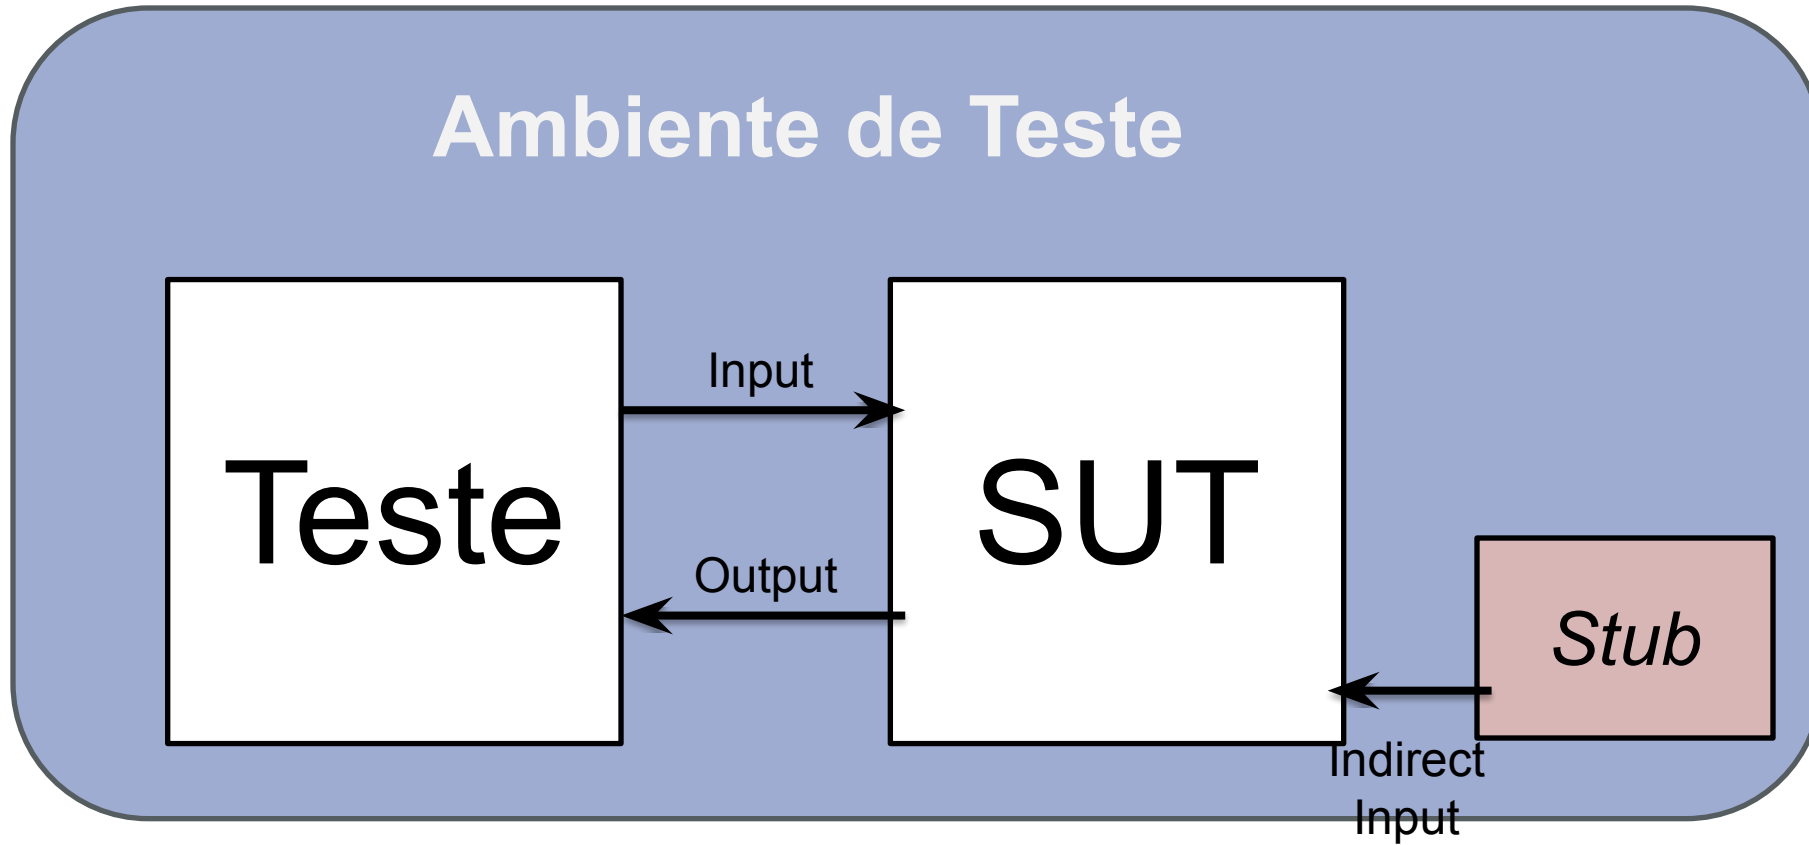 Ambiente de Teste
Input
Teste
SUT
Output
Stub
Indirect
Input